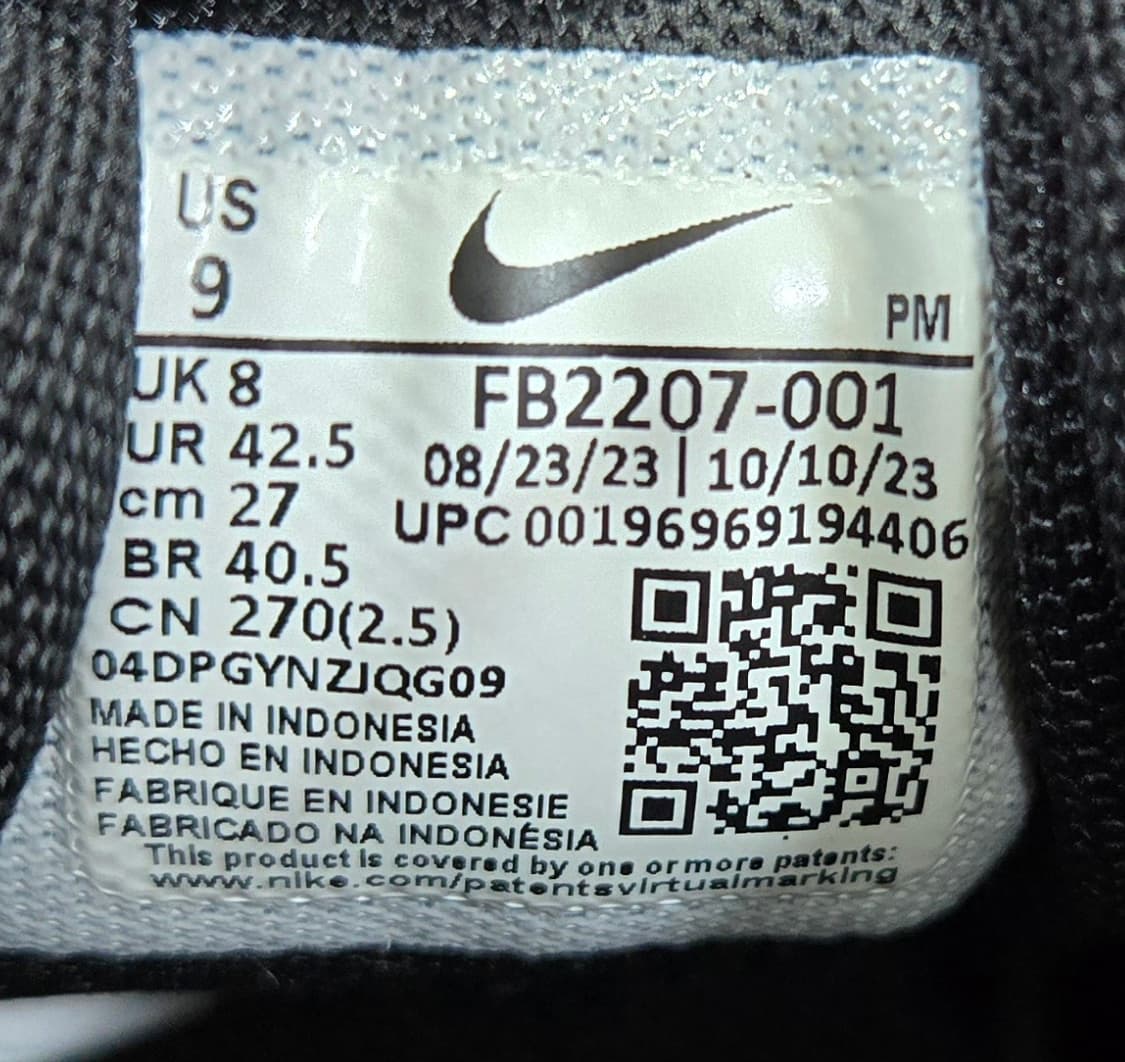 US
9
PM
UK 8
UR 42.5
cm 27
BR 40.5
CN 270(2.5)
FB2207-001
08/23/23 | 10/10/23
UPC 00196969194406
04DPGYNZJQG09
MADE IN INDONESIA
HECHO EN INDONESIA
FABRIQUE EN INDONESIE
FABRICADO NA INDONÉSIA
This product is covered by one or more patents:
www.nike.com/patentsvirtualmarking